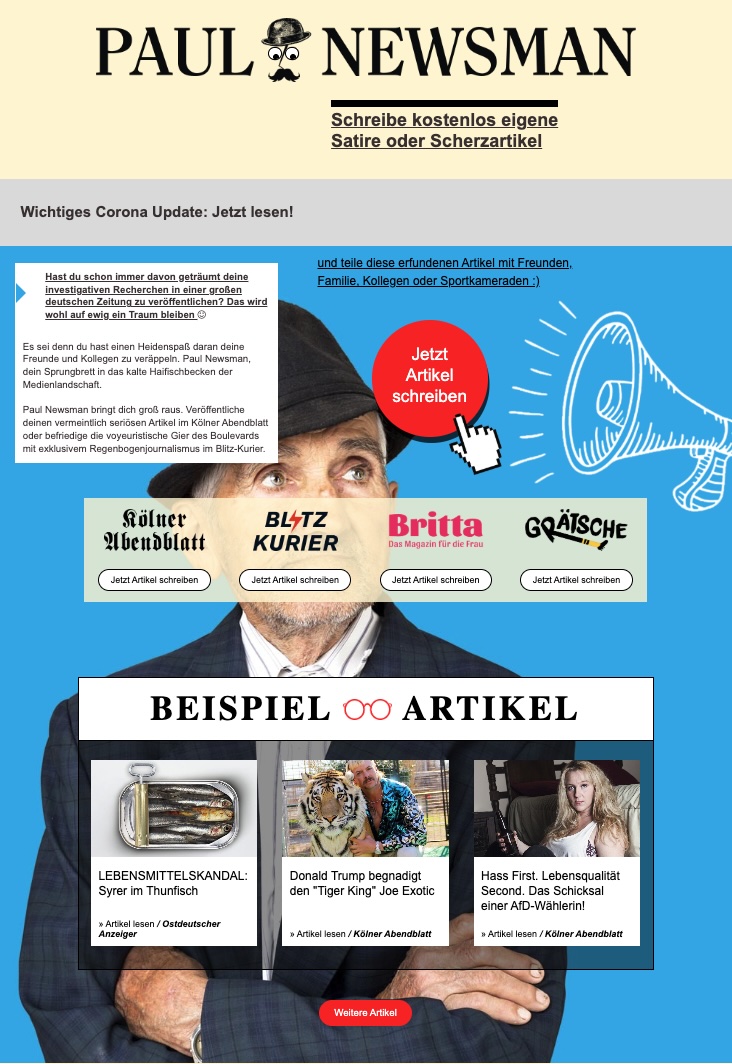 PAUL NEWSMAN
Schreibe kostenlos eigene
Satire oder Scherzartikel
Wichtiges Corona Update: Jetzt lesen!
Hast du schon immer davon geträumt deine
investigativen Recherchen in einer großen
deutschen Zeitung zu veröffentlichen? Das wird
wohl auf ewig ein Traum bleiben ☺
Es sei denn du hast einen Heidenspaß daran deine
Freunde und Kollegen zu veräppeln. Paul Newsman,
dein Sprungbrett in das kalte Haifischbecken der
Medienlandschaft.
Paul Newsman bringt dich groß raus. Veröffentliche
deinen vermeintlich seriösen Artikel im Kölner Abendblatt
oder befriedige die voyeuristische Gier des Boulevards
mit exklusivem Regenbogenjournalismus im Blitz-Kurier.
und teile diese erfundenen Artikel mit Freunden,
Familie, Kollegen oder Sportkameraden :)
Jetzt
Artikel
schreiben
Kölner
Abendblatt
Jetzt Artikel schreiben
BLITZ
KURIER
Jetzt Artikel schreiben
Britta
Das Magazin für die Frau
Jetzt Artikel schreiben
GRÄTSCHE
Jetzt Artikel schreiben
BEISPIEL ARTIKEL
LEBENSMITTELSKANDAL:
Syrer im Thunfisch
» Artikel lesen / Ostdeutscher
Anzeiger
Donald Trump begnadigt
den "Tiger King" Joe Exotic
» Artikel lesen / Kölner Abendblatt
Hass First. Lebensqualität
Second. Das Schicksal
einer AfD-Wählerin!
» Artikel lesen / Kölner Abendblatt
Weitere Artikel